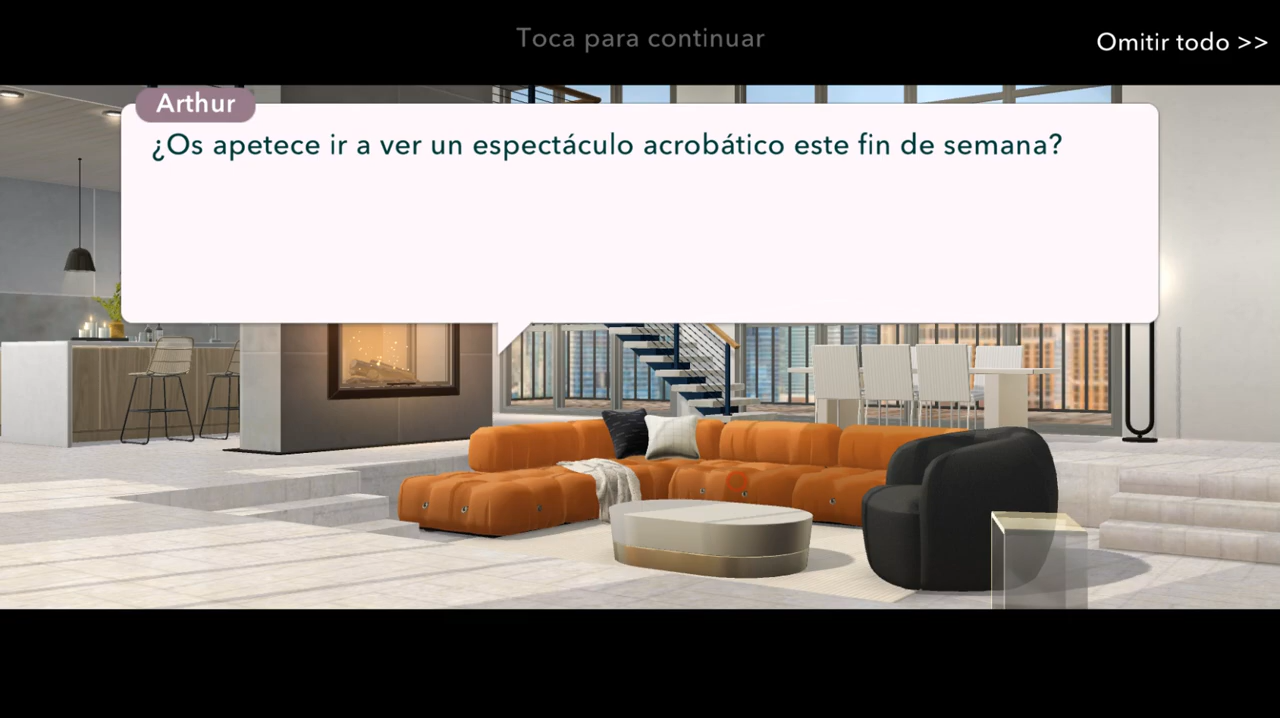 Toca para continuar
Omitir todo >>
Arthur
¿Os apetece ir a ver un espectáculo acrobático este fin de semana?